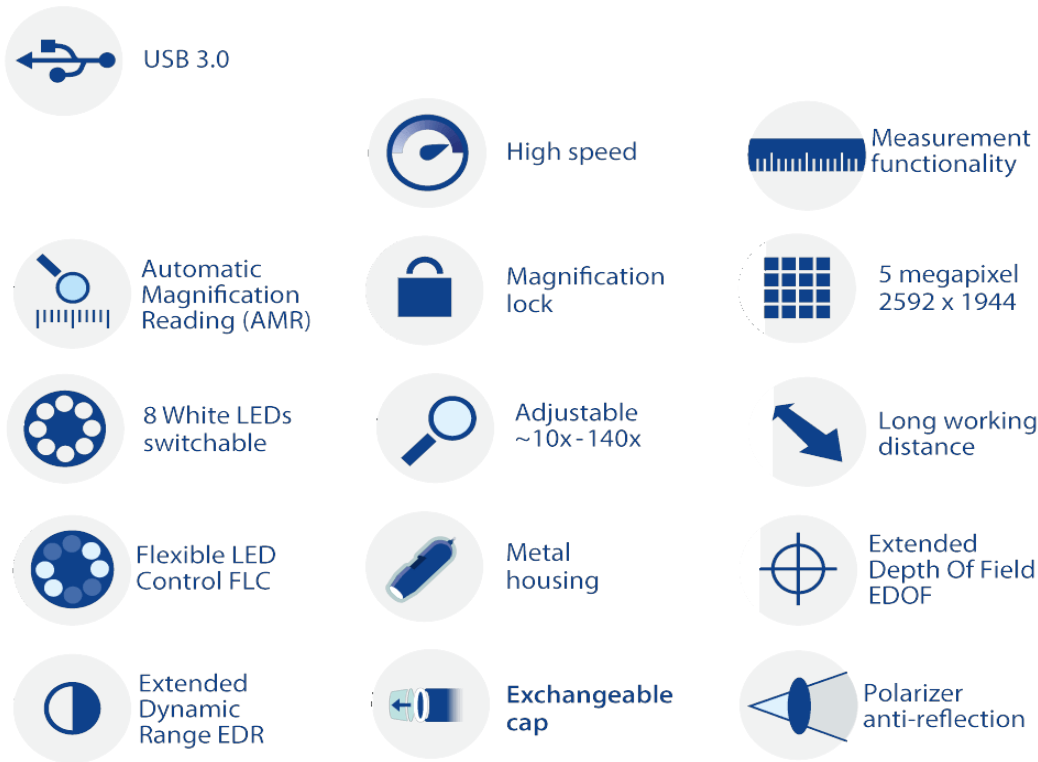 USB 3.0
High speed
Measurement
functionality
Automatic
Magnification
Reading (AMR)
Magnification
lock
5 megapixel
2592 x 1944
8 White LEDs
switchable
Adjustable
~10x-140x
Long working
distance
Flexible LED
Control FLC
Metal
housing
Extended
Depth Of Field
EDOF
Extended
Dynamic
Range EDR
Exchangeable
cap
Polarizer
anti-reflection